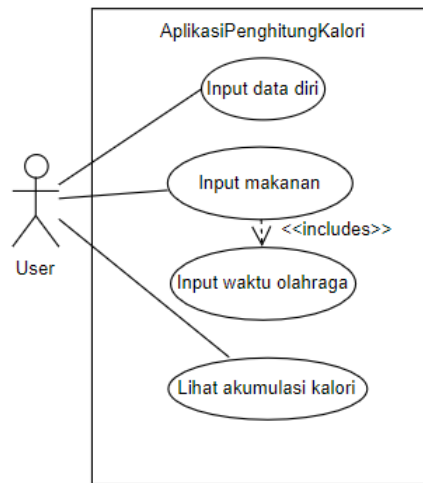 AplikasiPenghitungKalori
Input data diri
Input makanan
<<includes>>
User
Input waktu olahraga
Lihat akumulasi kalori